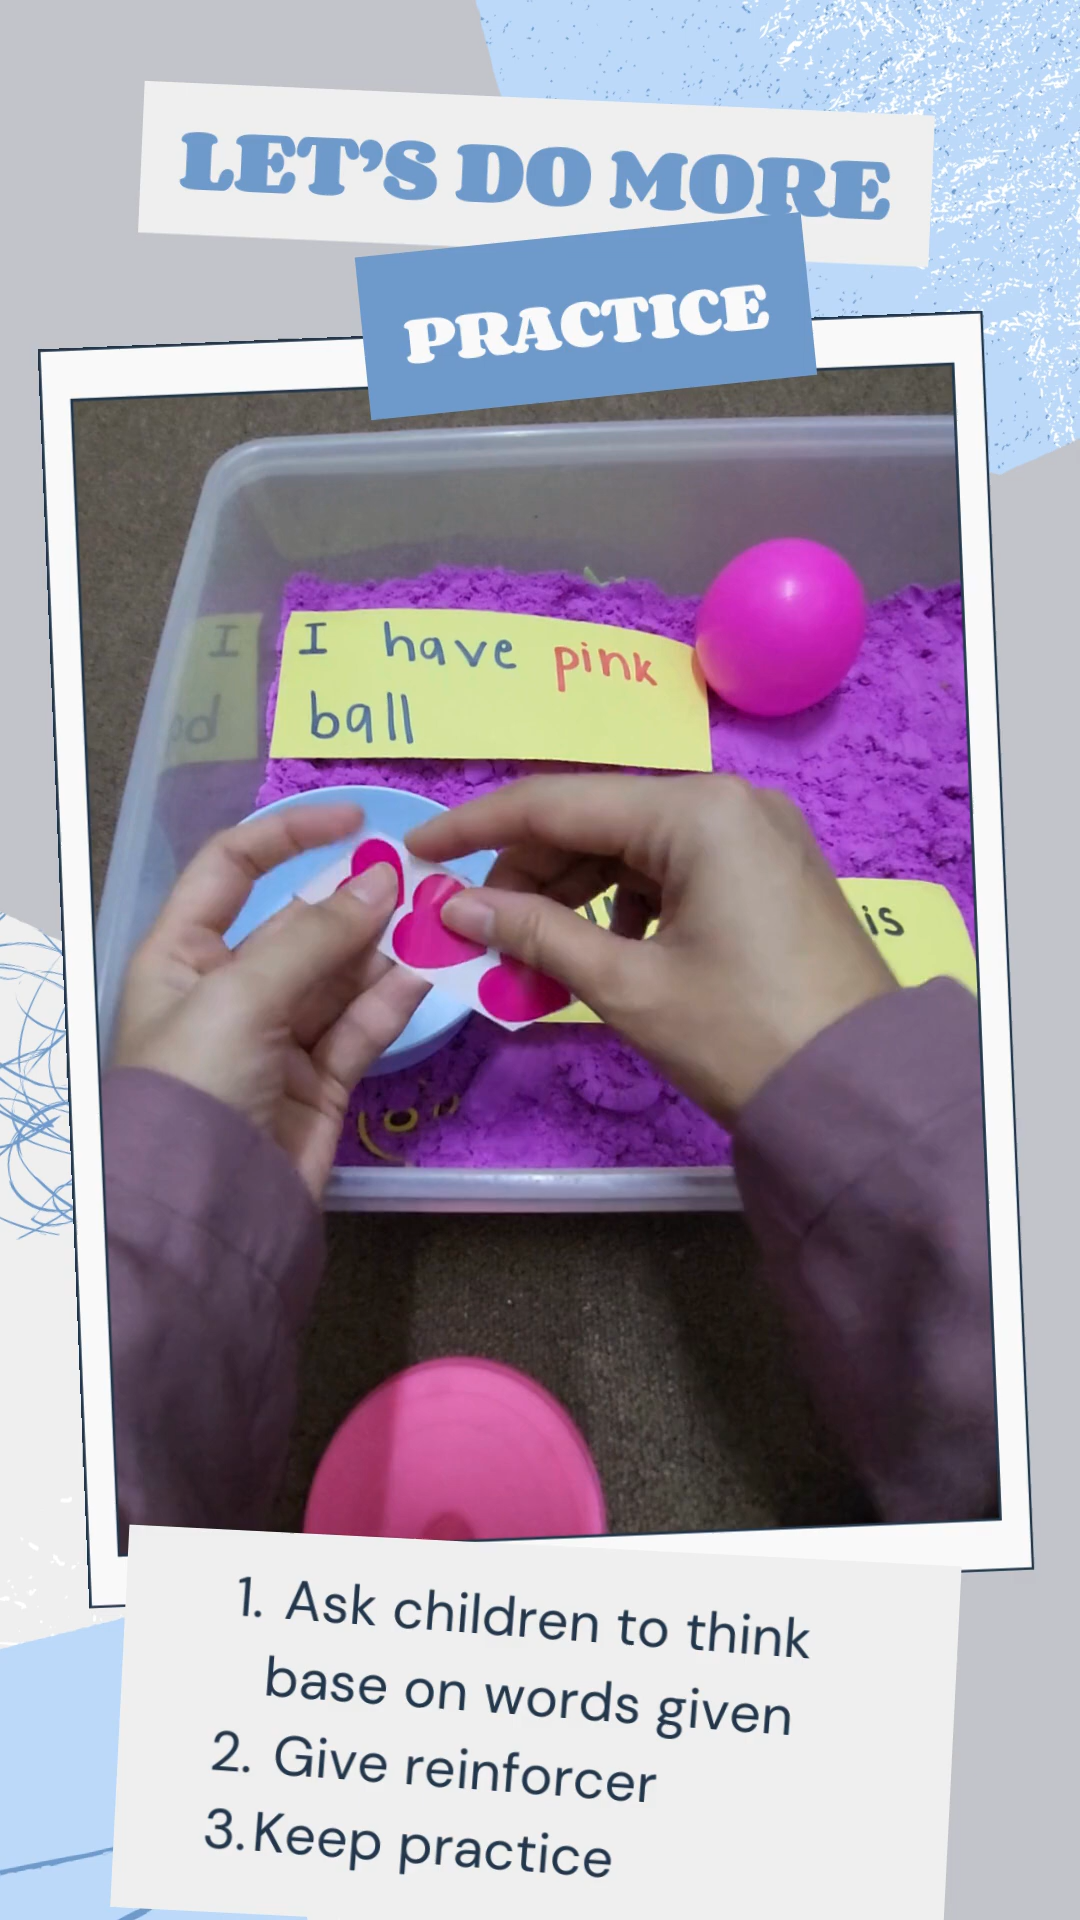 LET'S DO MORE
PRACTICE
I have pink
ball
is
1. Ask children to think
base on words given
2. Give reinforcer
3. Keep practice